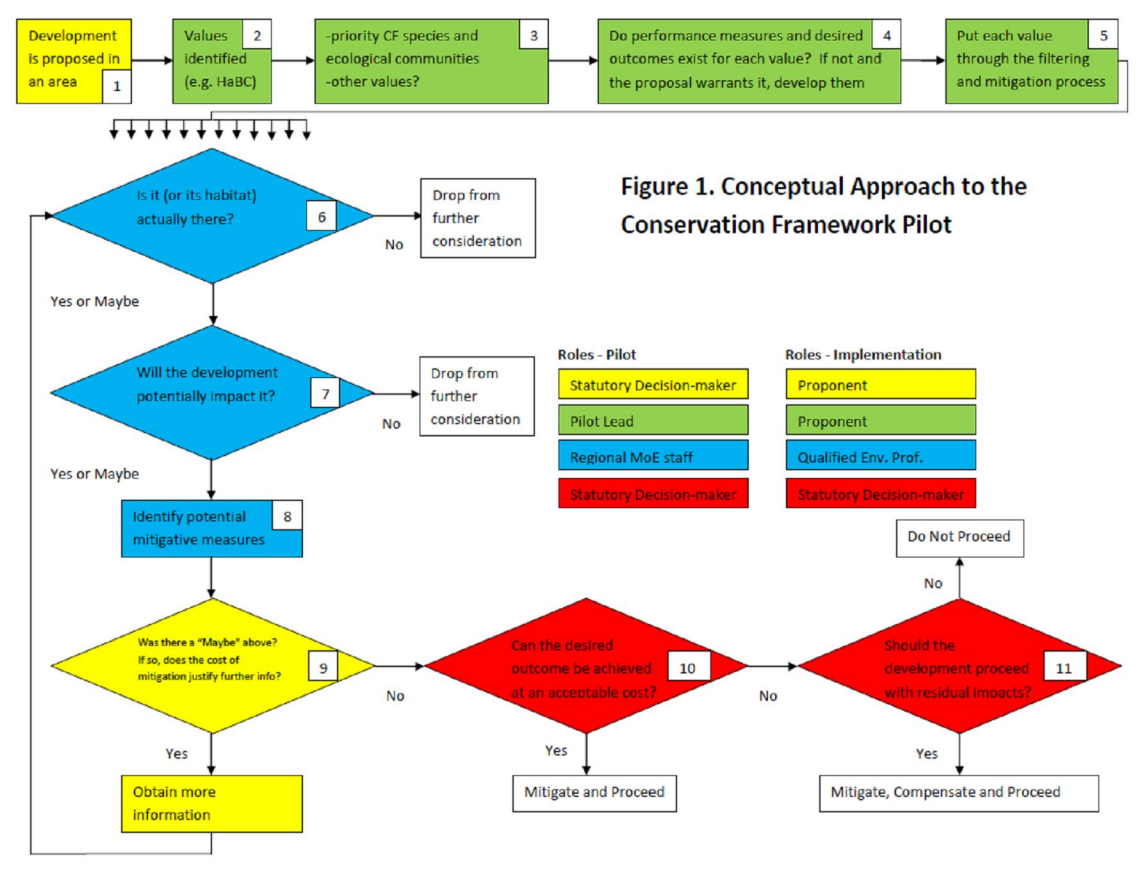 Development
is proposed in
an area
1
Values
identified
(e.g. HaBC)
2
-priority CF species and
ecological communities
-other values?
3
Do performance measures and desired
outcomes exist for each value? If not and
the proposal warrants it, develop them
4
Put each value
through the filtering
and mitigation process
5
Is it (or its habitat)
actually there?
6
No
Drop from
further
consideration
Figure 1. Conceptual Approach to the
Conservation Framework Pilot
Yes or Maybe
Will the development
potentially impact it?
7
No
Drop from
further
consideration
Roles - Pilot
Statutory Decision-maker
Pilot Lead
Regional MoE staff
Statutory Decision-maker
Roles - Implementation
Proponent
Proponent
Qualified Env. Prof.
Statutory Decision-maker
Yes or Maybe
Identify potential
mitigative measures
8
Do Not Proceed
No
Was there a “Maybe” above?
If so, does the cost of
mitigation justify further info?
9
No
Can the desired
outcome be achieved
at an acceptable cost?
10
No
Should the
development proceed
with residual impacts?
11
Yes
Yes
Yes
Obtain more
information
Mitigate and Proceed
Mitigate, Compensate and Proceed